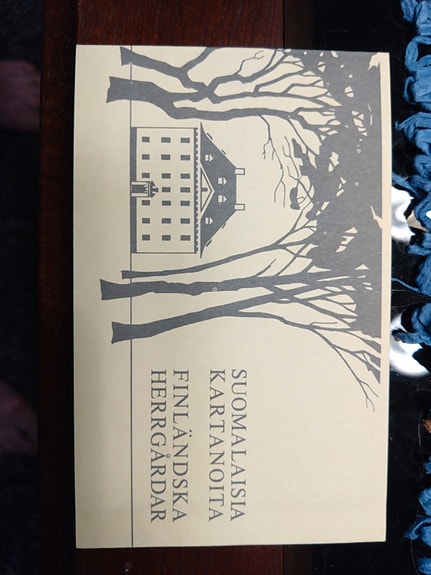 SUOMALAISIA
KARTANOITA
FINLÄNDSKA
HERRGÅRDAR